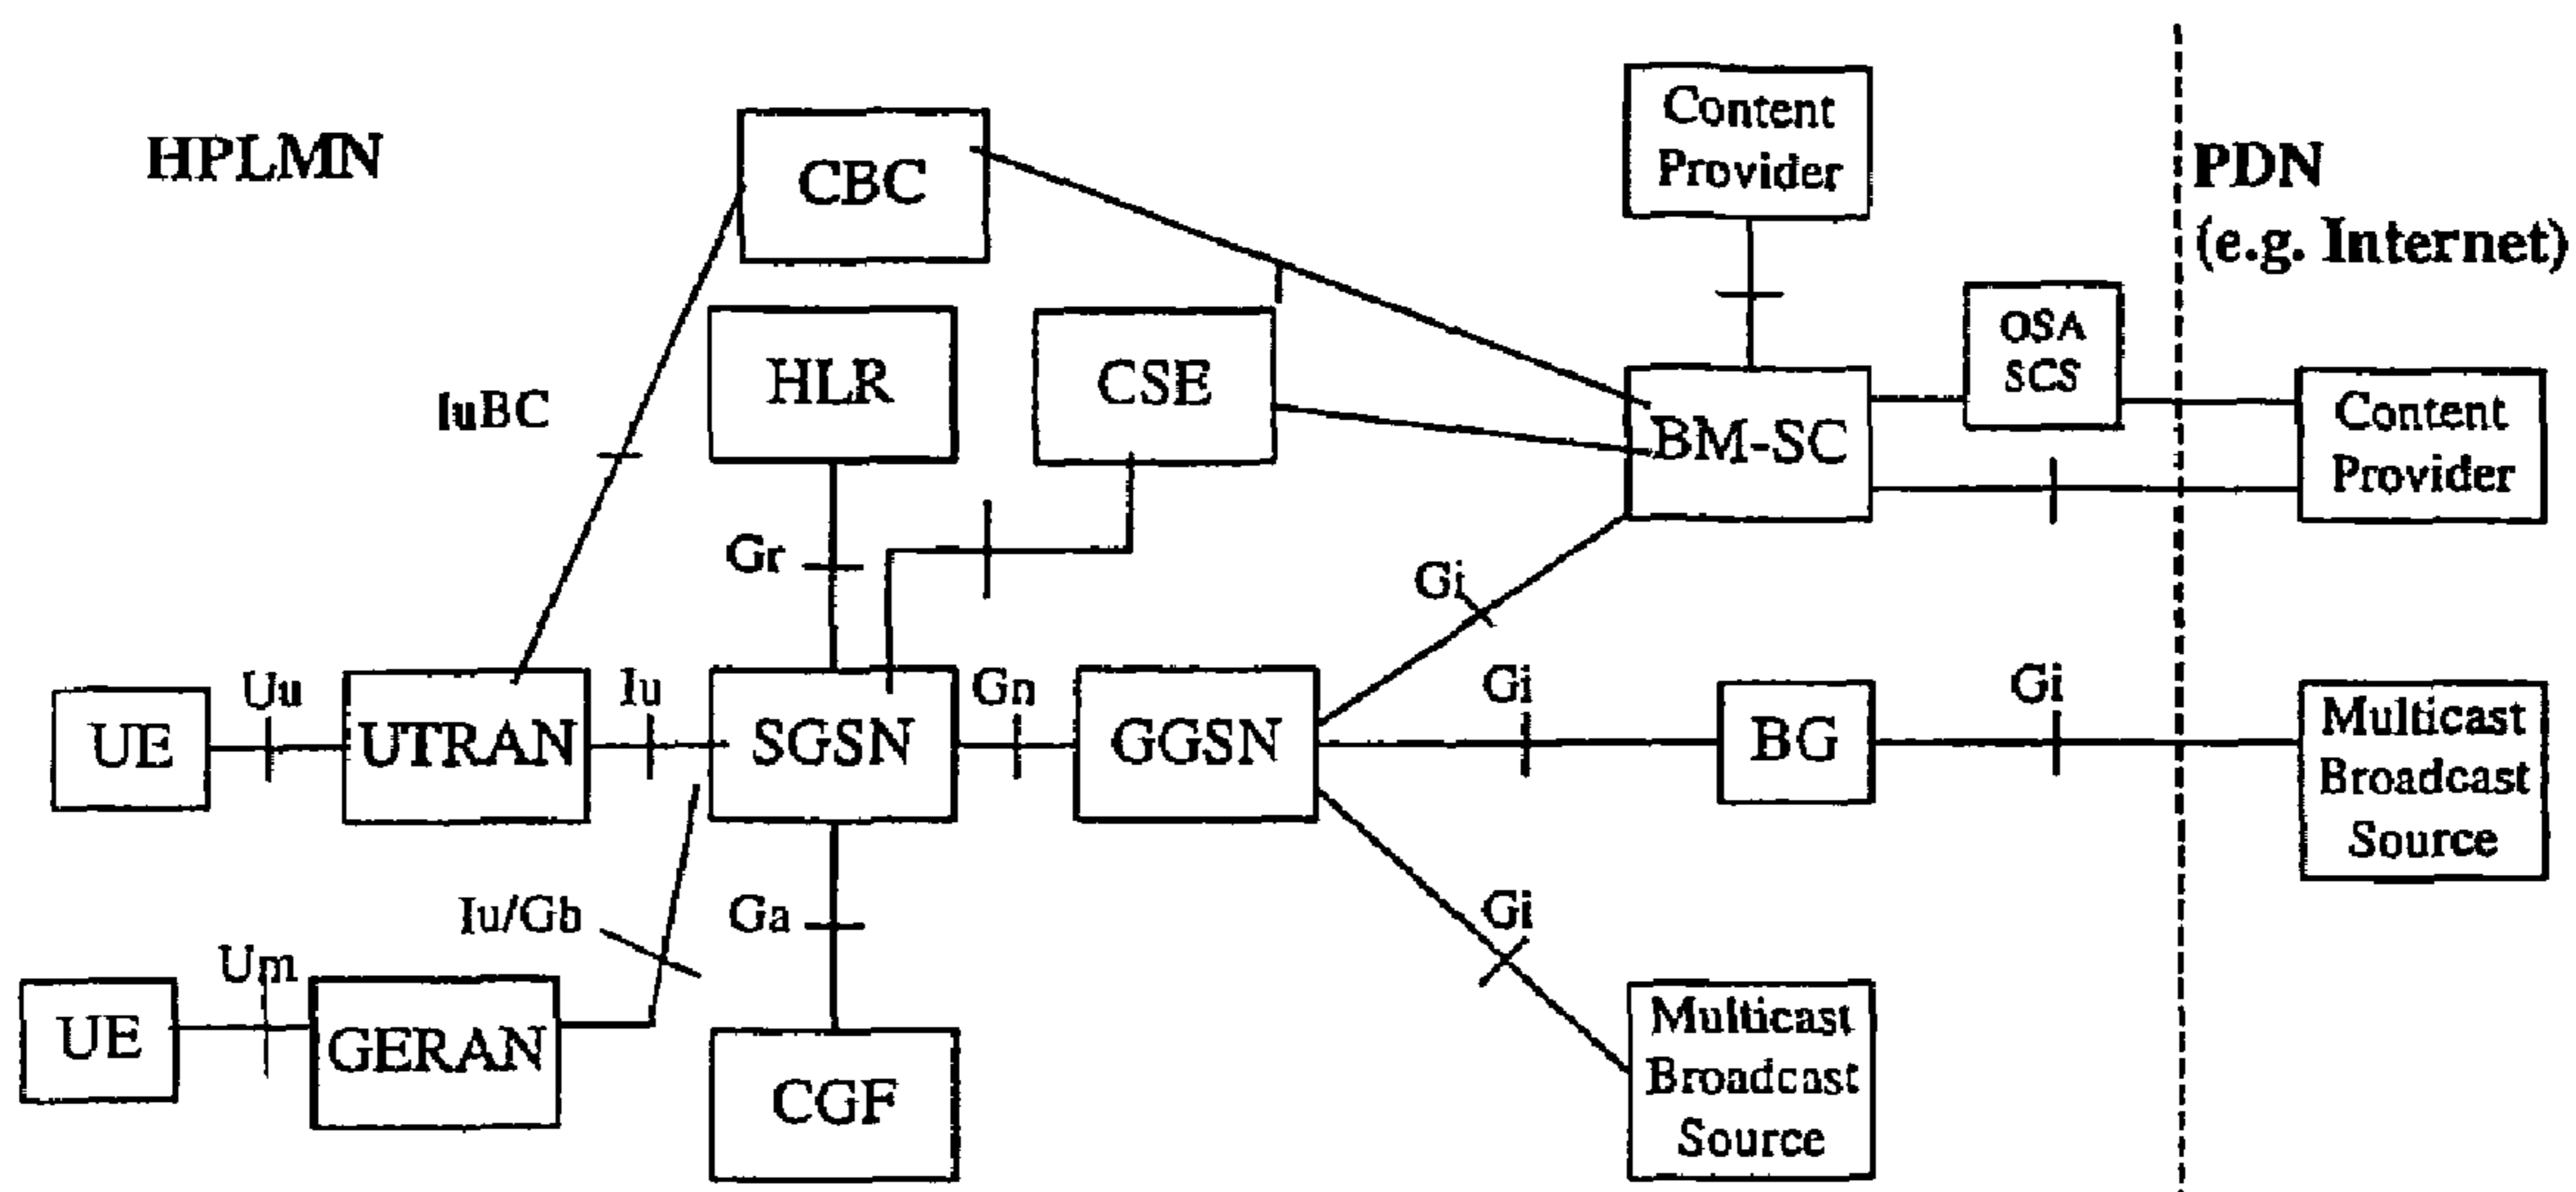 HPLMN
CBC
Content
Provider
PDN
(e.g. Internet)
HLR
CSE
OSA
SCS
IuBC
BM-SC
Content
Provider
Gr
Gi
UE
Uu
UTRAN
Iu
SGSN
Gn
GGSN
Gi
BG
Gi
Multicast
Broadcast
Source
Iu/Gb
Ga
Gi
UE
Um
GERAN
CGF
Multicast
Broadcast
Source